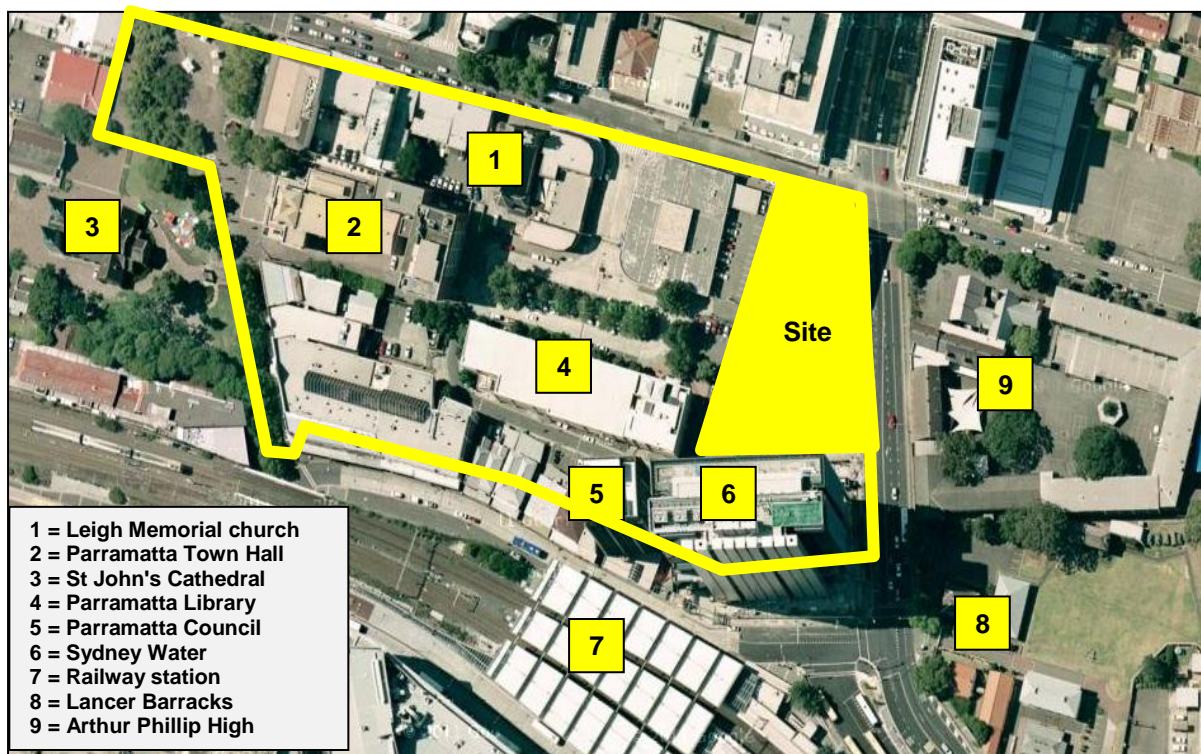 1
2
3
Site
4
9
5
6
8
7
1 = Leigh Memorial church
2 = Parramatta Town Hall
3 = St John's Cathedral
4 = Parramatta Library
5 = Parramatta Council
6 = Sydney Water
7 = Railway station
8 = Lancer Barracks
9 = Arthur Phillip High